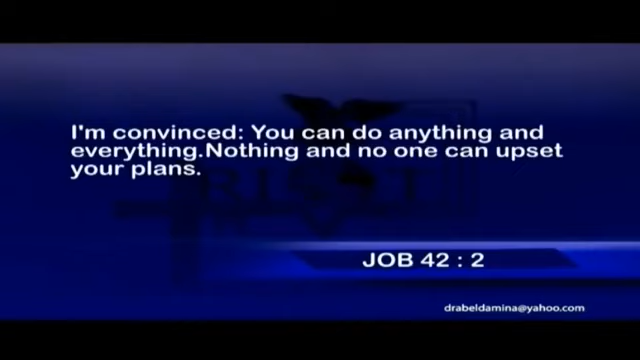 I'm convinced: You can do anything and
everything.Nothing and no one can upset
your plans.
JOB 42 : 2
drabeldamina@yahoo.com